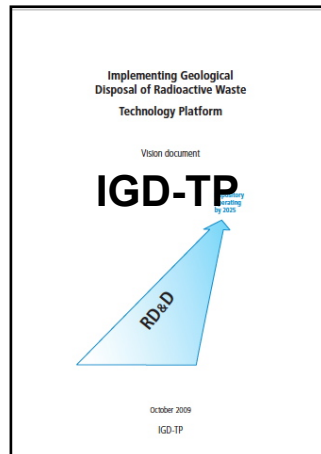 Implementing Geological
Disposal of Radioactive Waste
Technology Platform
Vision document
IGD-TP
by 2025
RD&D
October 2009
IGD-TP